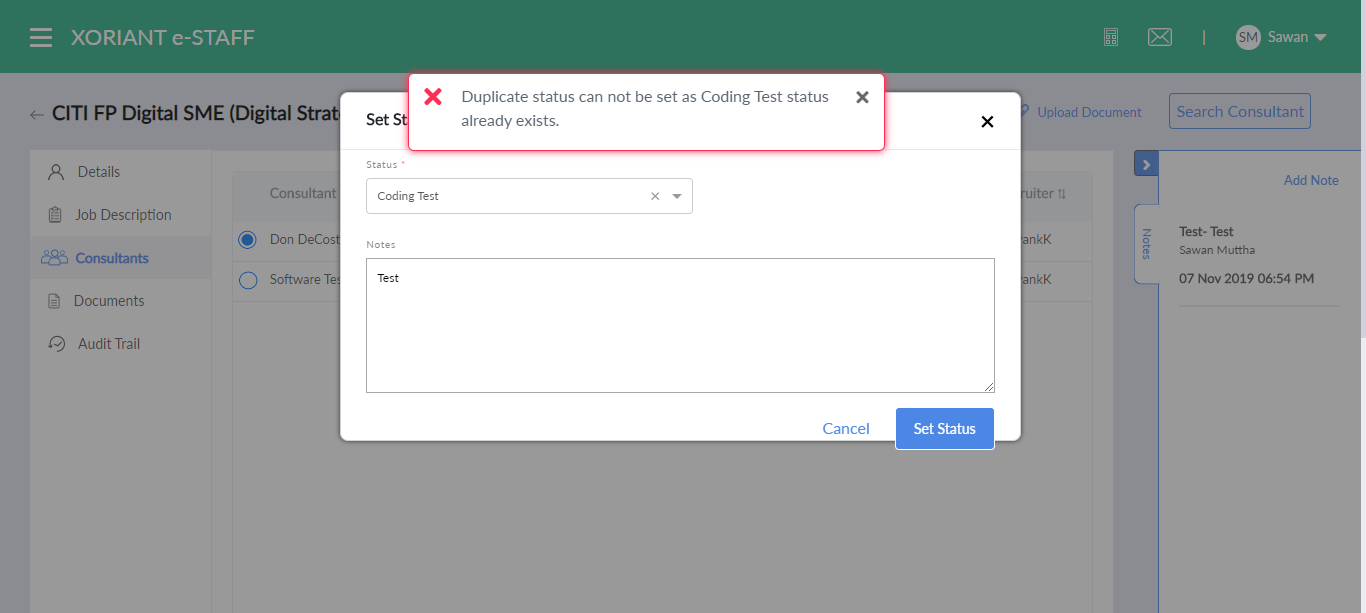 XORIANT e-STAFF
|
SM
Sawan
CITI FP Digital SME (Digital Strat
Upload Document
Search Consultant
Duplicate status can not be set as Coding Test status
already exists.
Set St
Status *
Coding Test
Notes
Test
Cancel
Set Status
Details
Job Description
Consultants
Documents
Audit Trail
Consultant
ruiter
Don DeCost
ankK
Software Tes
ankK
Add Note
Notes
Test- Test
Sawan Muttha
07 Nov 2019 06:54 PM